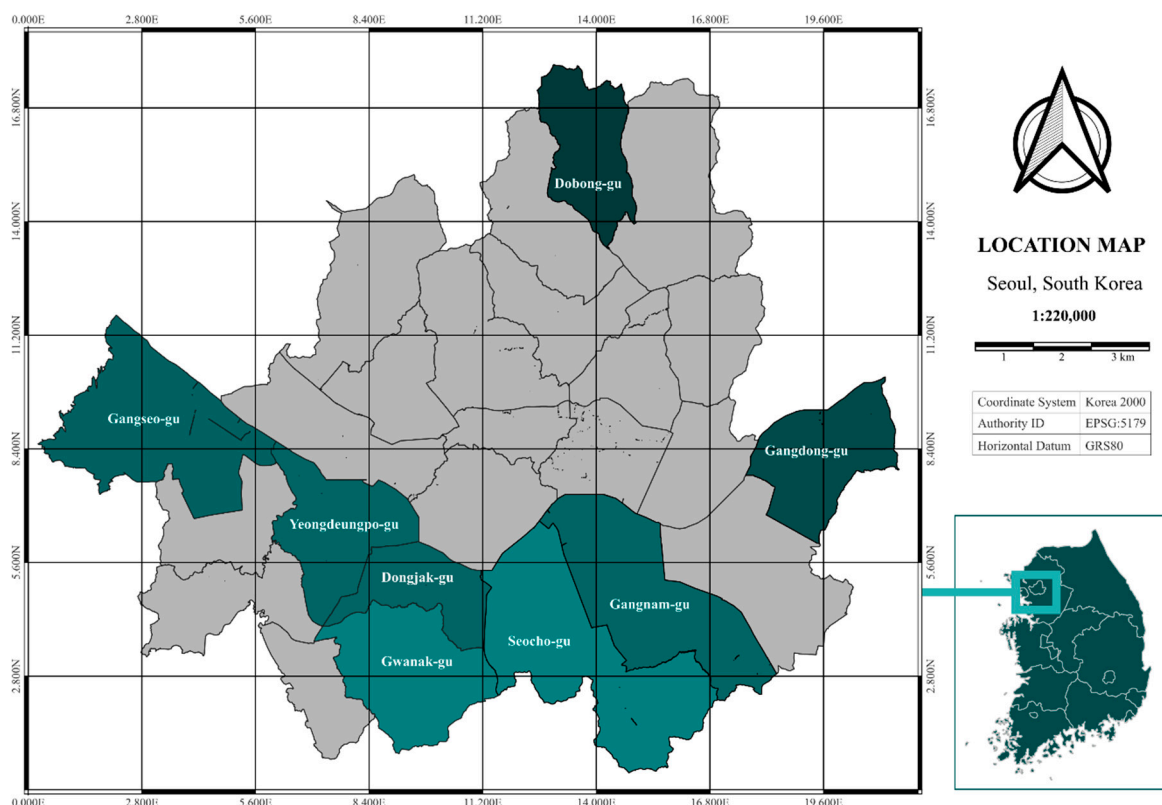 0.000E 2.800E 5.600E 8.400E 11.200E 14.000E 16.800E 19.600E
16.800N 16.800N
14.000N 14.000N
11.200N 11.200N
8.400N 8.400N
5.600N 5.600N
2.800N 2.800N
Dobong-gu
Gangseo-gu
Gangdong-gu
Yeongdeungpo-gu
Dongjak-gu
Gangnam-gu
Seocho-gu
Gwanak-gu
0.000E 2.800E 5.600E 8.400E 11.200E 14.000E 16.800E 19.600E
LOCATION MAP
Seoul, South Korea
1:220,000
1 2 3 km
Coordinate System Korea 2000
Authority ID EPSG:5179
Horizontal Datum GRS80